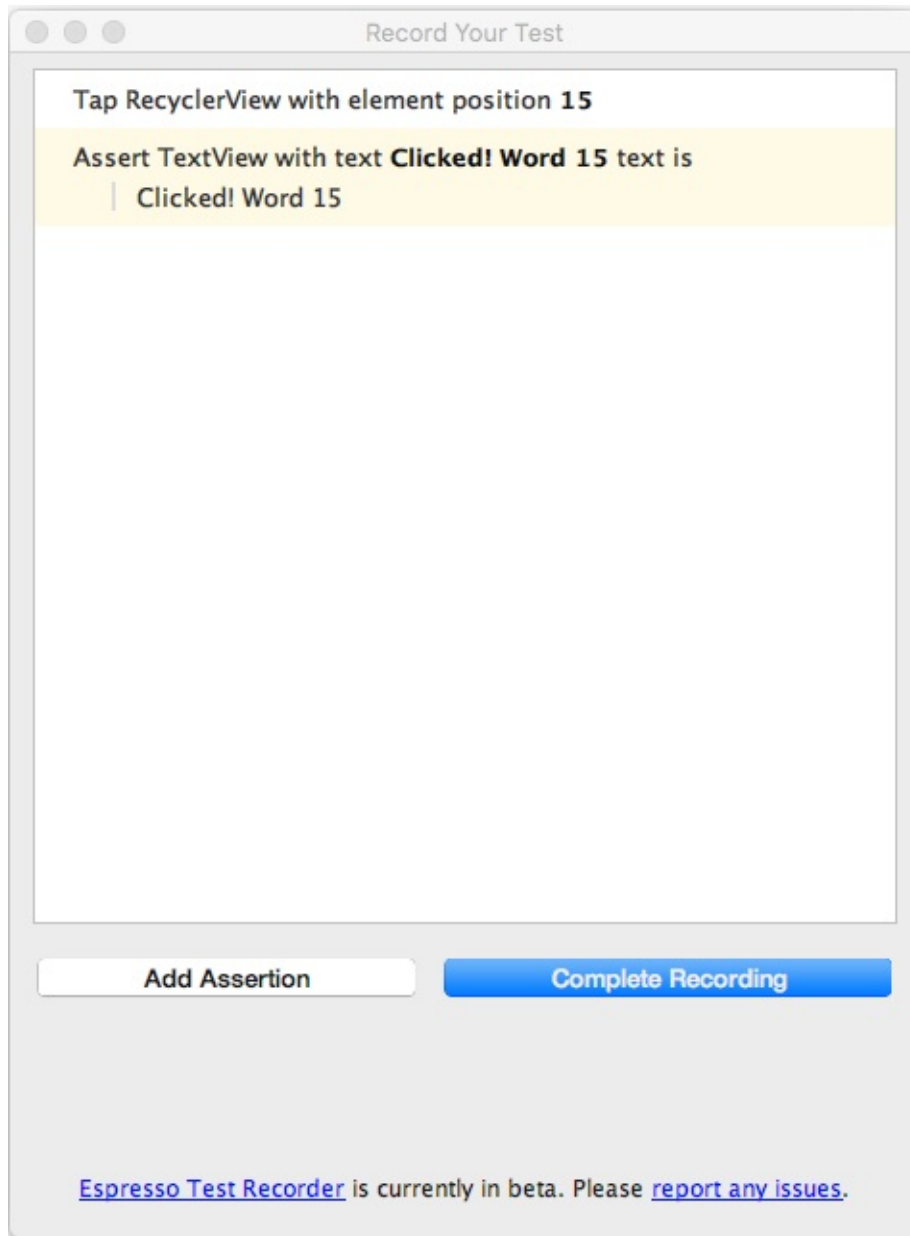 Record Your Test
Tap RecyclerView with element position 15
Assert TextView with text Clicked! Word 15 text is
Clicked! Word 15
Add Assertion
Complete Recording
Espresso Test Recorder is currently in beta. Please report any issues.